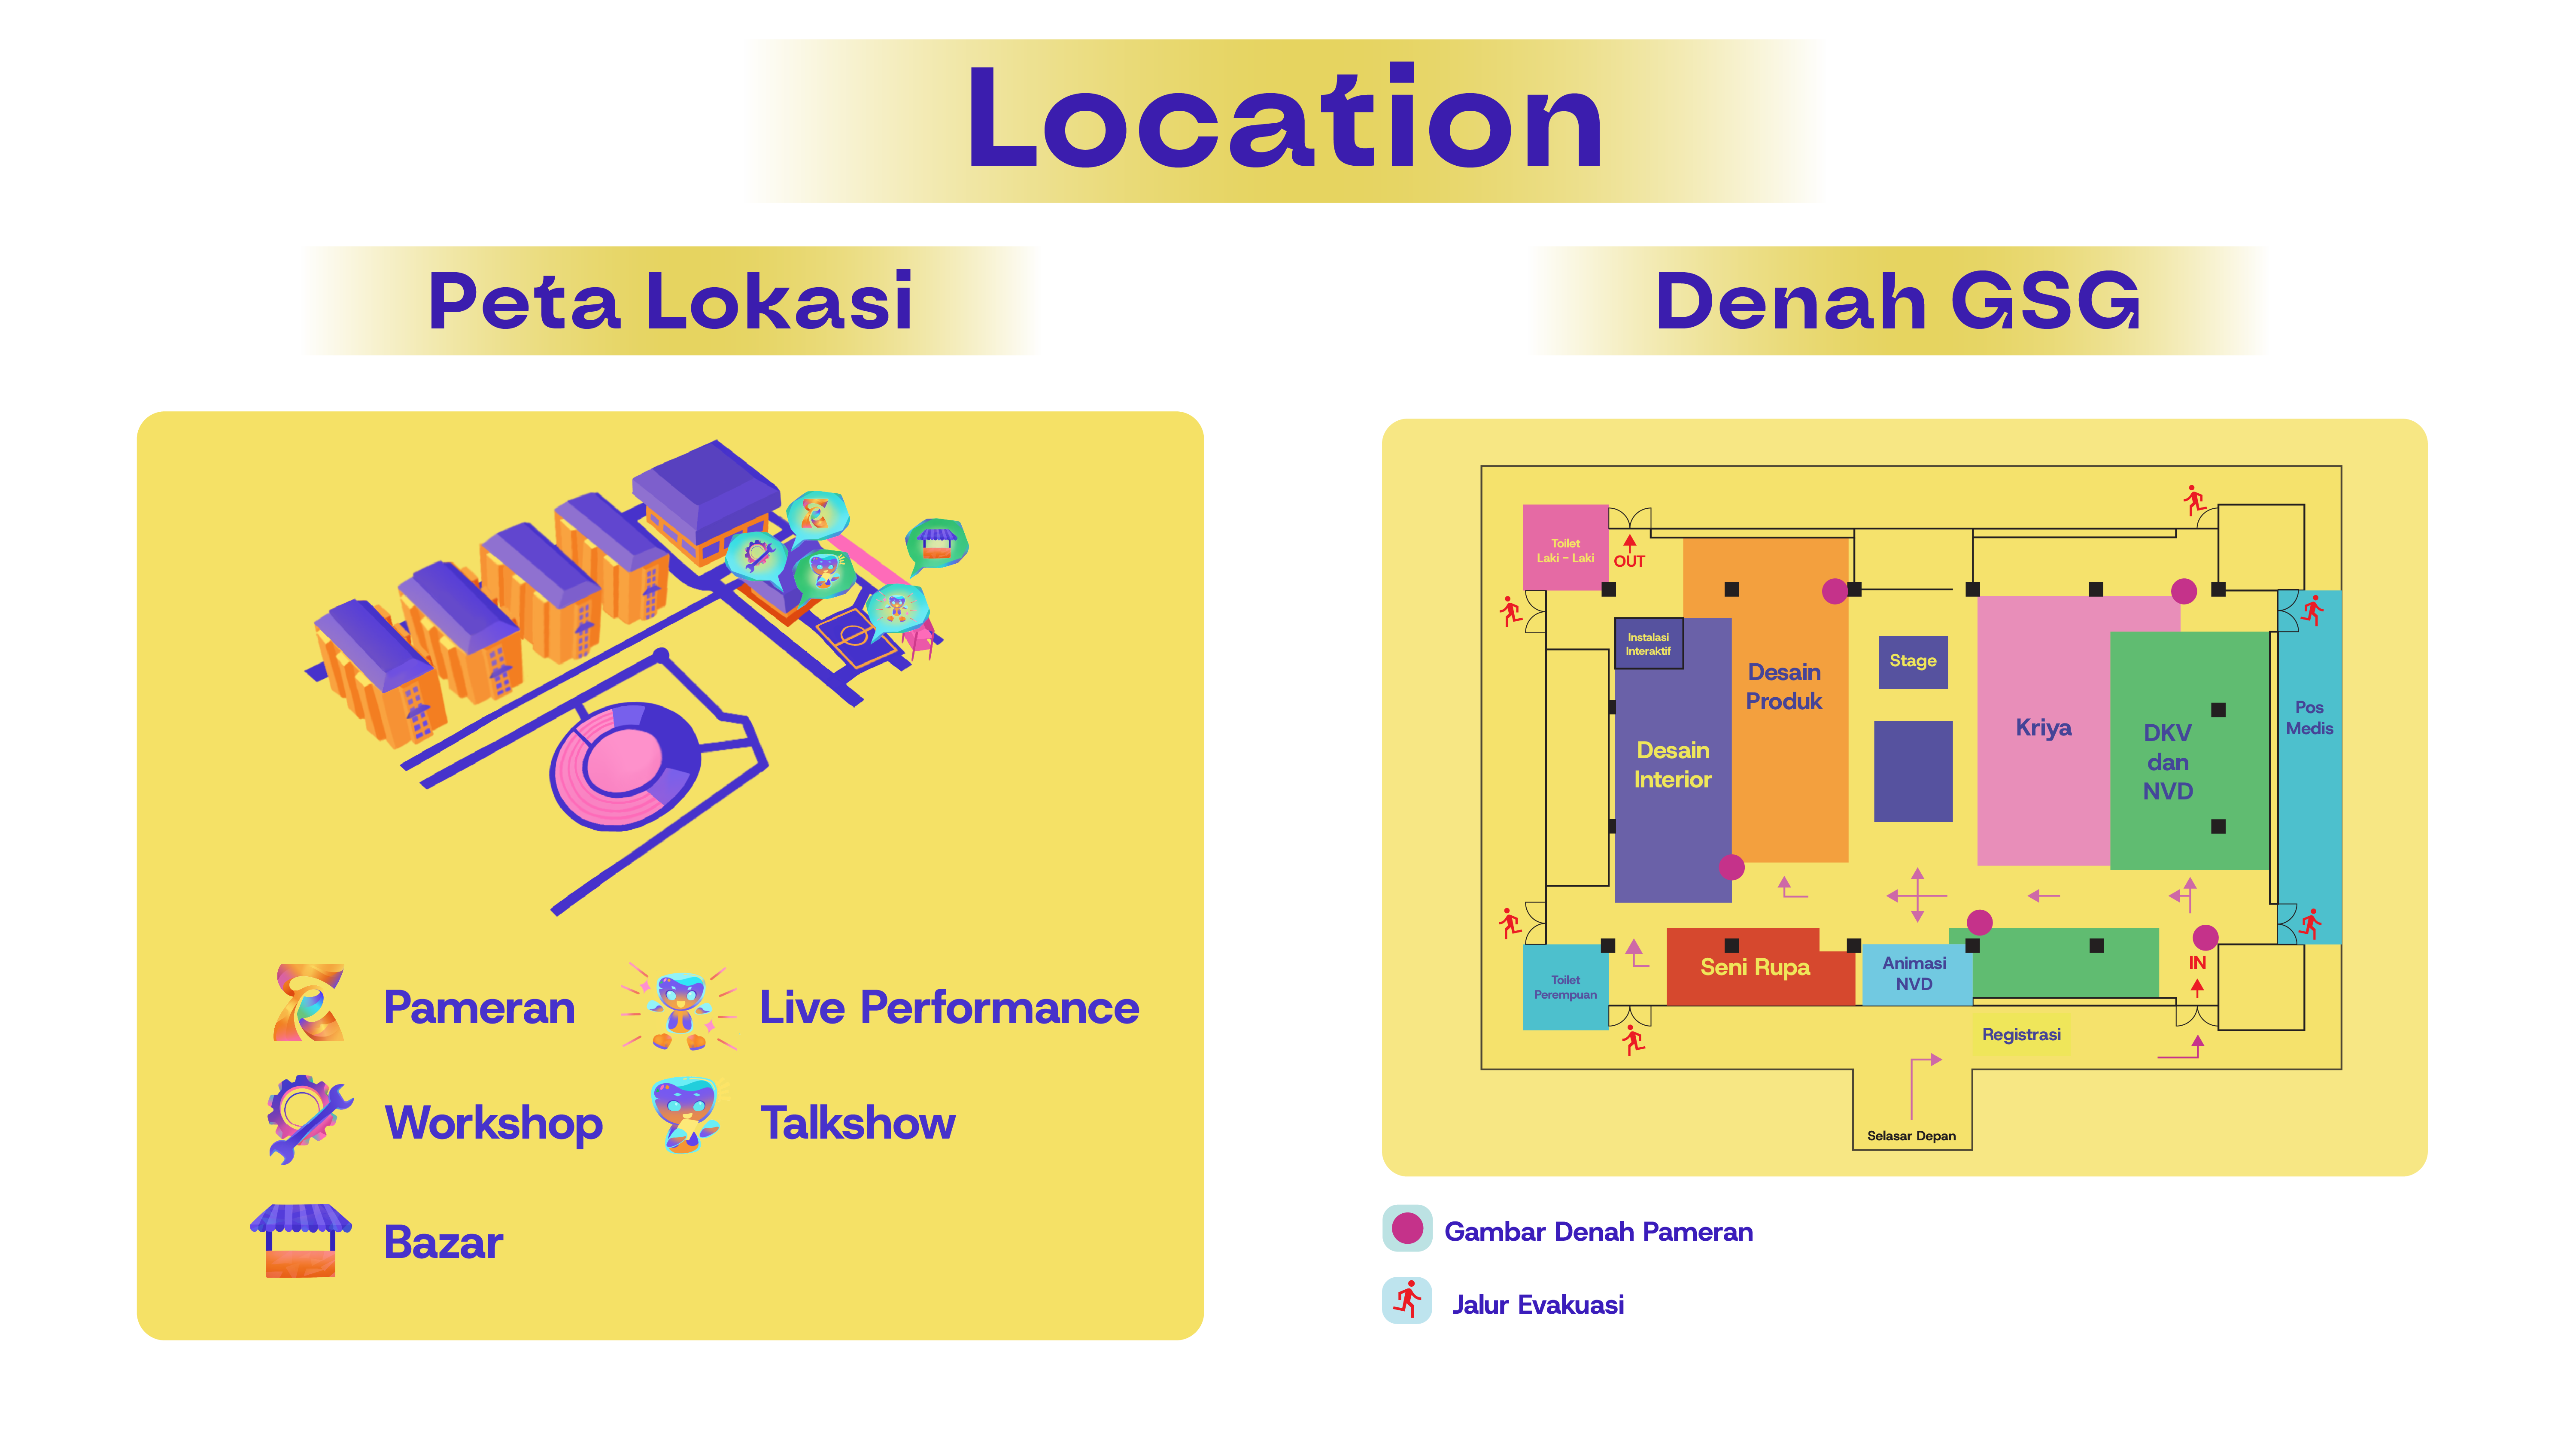 Location
Peta Lokasi
Denah GSG
Pameran
Live Performance
Workshop
Talkshow
Bazar
Toilet
Laki - Laki
OUT
Instalasi
Interaktif
Desain
Produk
Stage
Desain
Interior
Kriya
DKV
dan
NVD
Pos
Medis
Toilet
Perempuan
Seni Rupa
Animasi
NVD
IN
Registrasi
Selasar Depan
Gambar Denah Pameran
Jalur Evakuasi